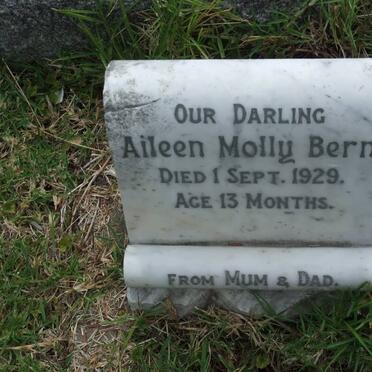 Our Darling
Aileen Molly Bern
Died 1 Sept. 1929.
Age 13 Months.
From Mum & Dad.